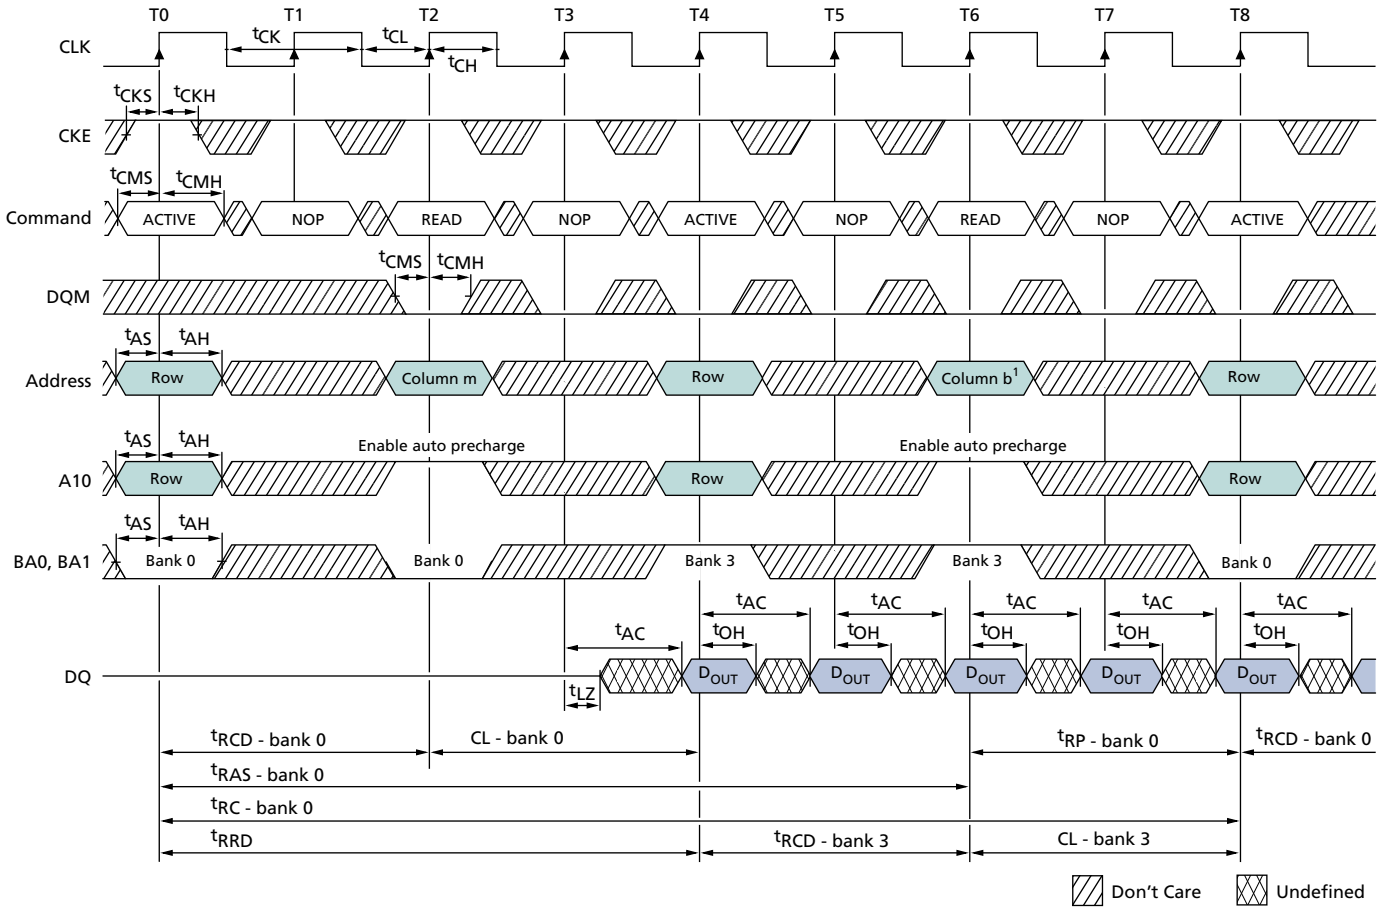 T0 T1 T2 T3 T4 T5 T6 T7 T8
CLK
tCK tCL
tCH
tCKS tCKH
CKE
tCMS tCMH
Command ACTIVE NOP READ NOP ACTIVE NOP READ NOP ACTIVE
tCMS tCMH
DQM
tAS tAH
Address Row Column m Row Column b1 Row
tAS tAH Enable auto precharge Enable auto precharge
A10 Row Row Row
tAS tAH
BA0, BA1 Bank 0 Bank 0 Bank 3 Bank 3 Bank 0
tAC tAC tAC tAC tAC
tAC tOH tOH tOH tOH tOH
DQ DOUT DOUT DOUT DOUT DOUT
tLZ
tRCD - bank 0 CL - bank 0 tRP - bank 0 tRCD - bank 0
tRAS - bank 0
tRC - bank 0
tRRD tRCD - bank 3 CL - bank 3
Don't Care Undefined